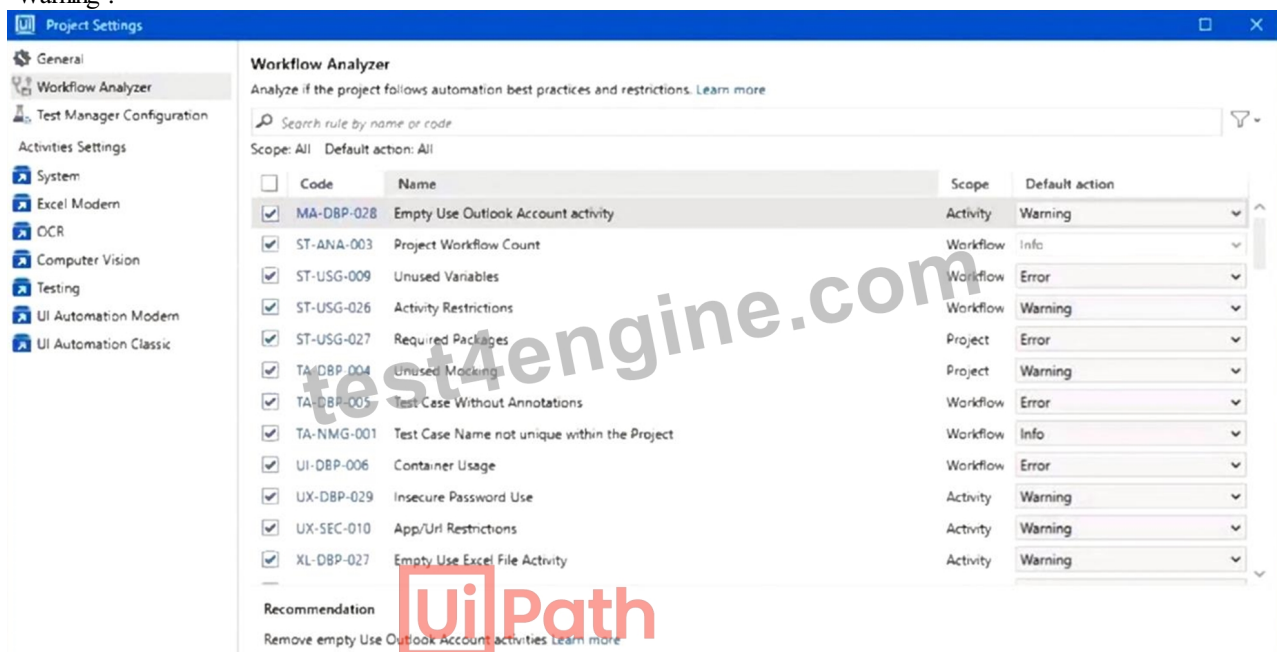 "Warning"?
Project Settings
General
Workflow Analyzer
Test Manager Configuration
Activities Settings
System
Excel Modern
OCR
Computer Vision
Testing
UI Automation Modern
UI Automation Classic
Workflow Analyzer
Analyze if the project follows automation best practices and restrictions. Learn more
Search rule by name or code
Scope: All Default action: All
Code Name Scope Default action
MA-DBP-028 Empty Use Outlook Account activity Activity Warning
ST-ANA-003 Project Workflow Count Workflow Info
ST-USG-009 Unused Variables Workflow Error
ST-USG-026 Activity Restrictions Workflow Warning
ST-USG-027 Required Packages Project Error
TA-DBP-004 Unused Mocking Project Warning
TA-DBP-005 Test Case Without Annotations Workflow Error
TA-NMG-001 Test Case Name not unique within the Project Workflow Info
UI-DBP-006 Container Usage Workflow Error
UX-DBP-029 Insecure Password Use Activity Warning
UX-SEC-010 App/Url Restrictions Activity Warning
XL-DBP-027 Empty Use Excel File Activity Activity Warning
Recommendation
Remove empty Use Outlook Account activities Learn more
test4engine.com
UiPath